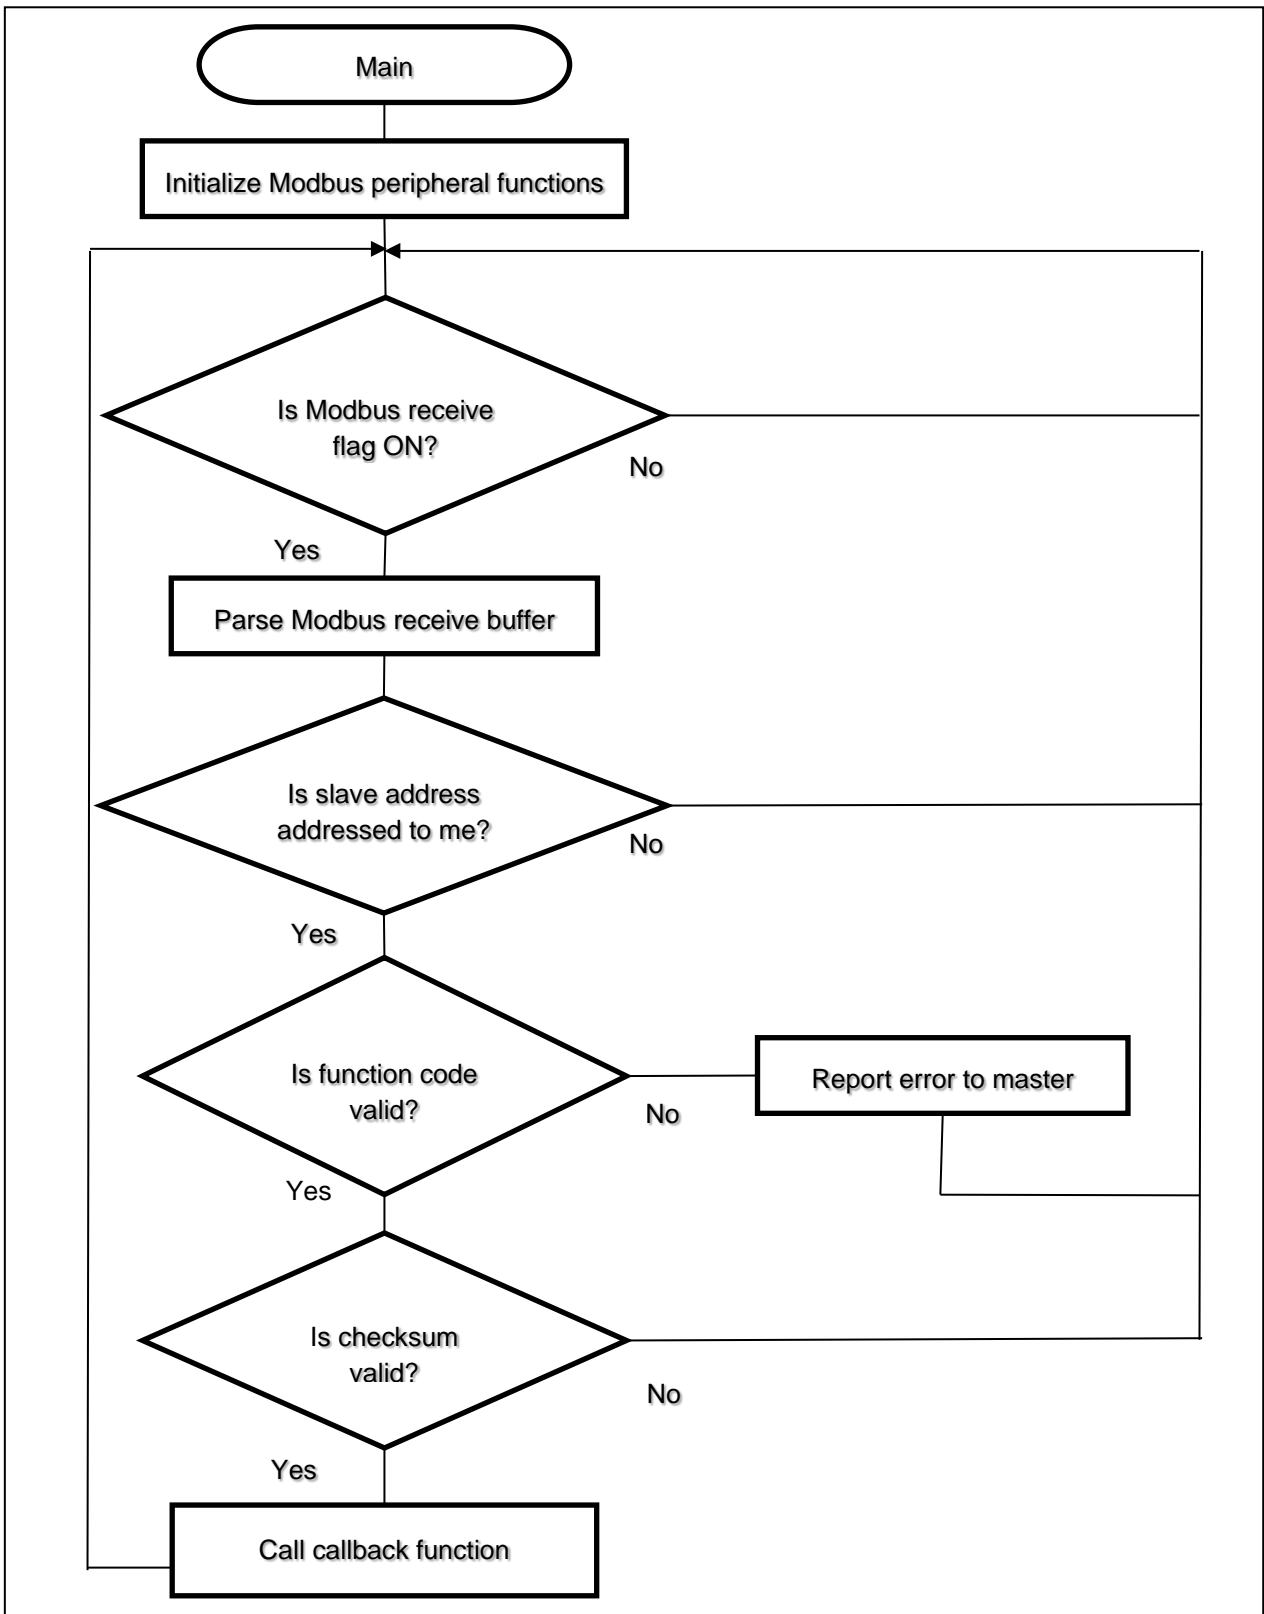 Main
Initialize Modbus peripheral functions
Is Modbus receive
flag ON?
No
Yes
Parse Modbus receive buffer
Is slave address
addressed to me?
No
Yes
Is function code
valid?
No
Report error to master
Yes
Is checksum
valid?
No
Yes
Call callback function